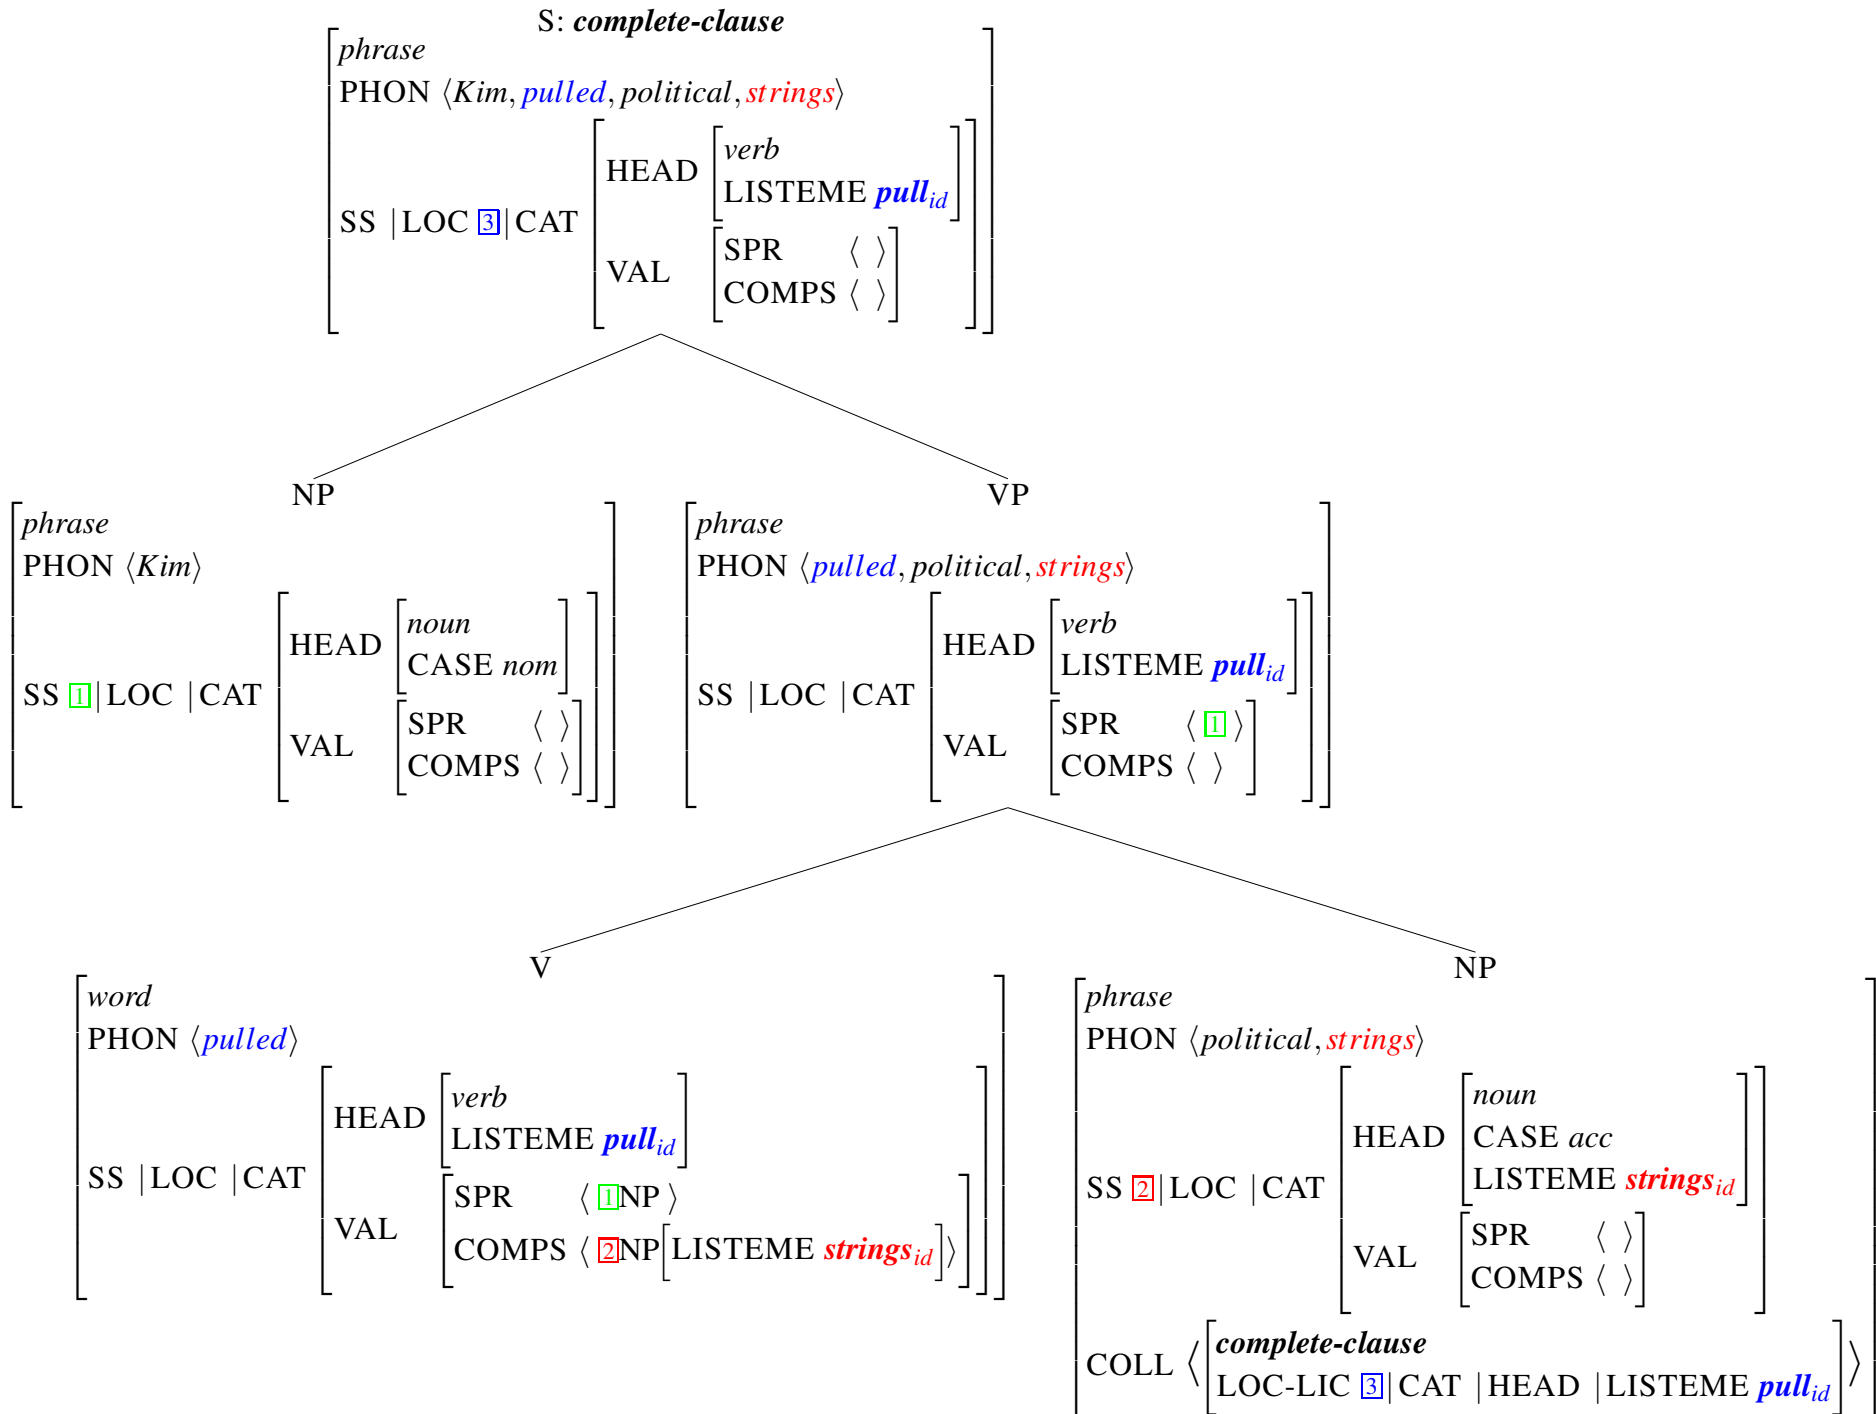 S: complete-clause
phrase
PHON ⟨Kim, pulled, political, strings⟩
SS |LOC 3|CAT
HEAD
verb
LISTEME pull_id
VAL
SPR ⟨ ⟩
COMPS ⟨ ⟩
NP
phrase
PHON ⟨Kim⟩
SS 1|LOC |CAT
HEAD
noun
CASE nom
VAL
SPR ⟨ ⟩
COMPS ⟨ ⟩
VP
phrase
PHON ⟨pulled, political, strings⟩
SS |LOC |CAT
HEAD
verb
LISTEME pull_id
VAL
SPR ⟨ 1 ⟩
COMPS ⟨ ⟩
V
word
PHON ⟨pulled⟩
SS |LOC |CAT
HEAD
verb
LISTEME pull_id
VAL
SPR ⟨ 1NP ⟩
COMPS ⟨ 2NP[LISTEME strings_id]⟩
NP
phrase
PHON ⟨political, strings⟩
SS 2|LOC |CAT
HEAD
noun
CASE acc
LISTEME strings_id
VAL
SPR ⟨ ⟩
COMPS ⟨ ⟩
COLL ⟨
complete-clause
LOC-LIC 3|CAT |HEAD |LISTEME pull_id
⟩